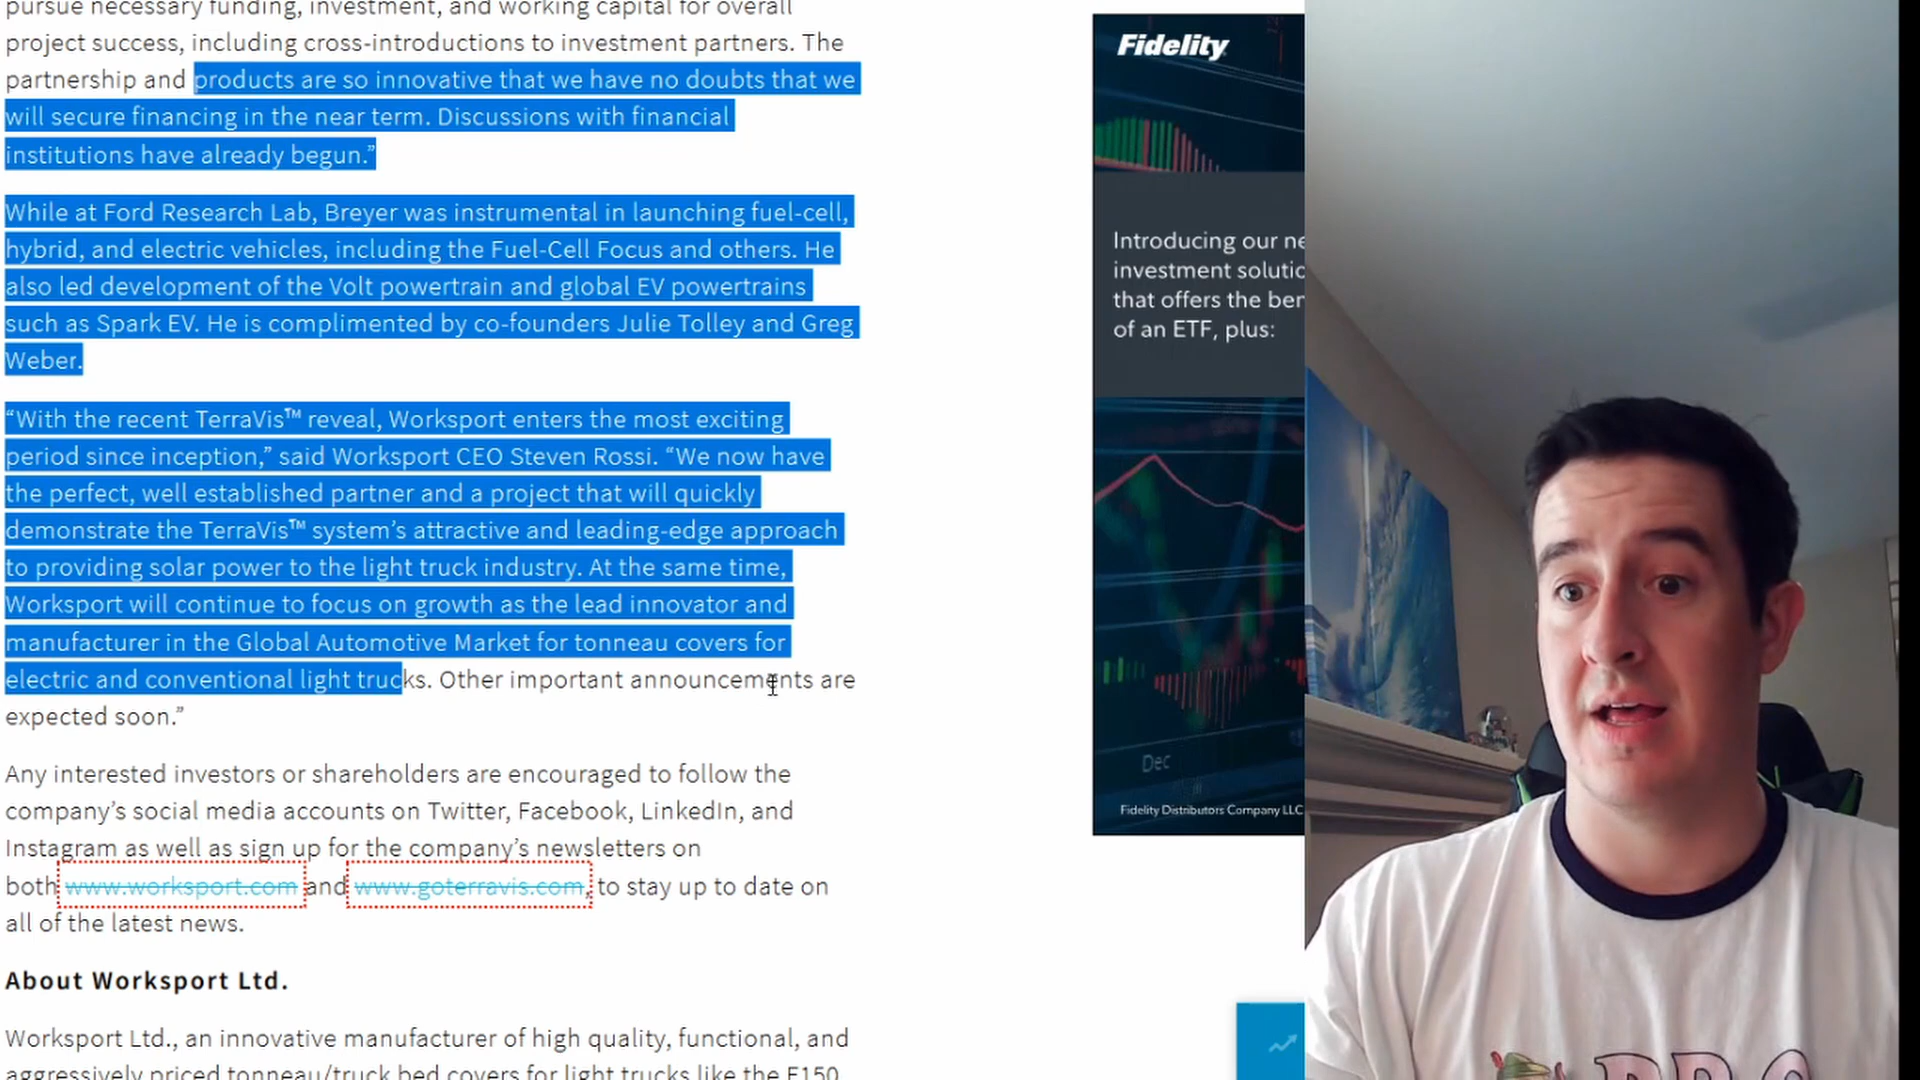 pursue necessary funding, investment, and working capital for overall
project success, including cross-introductions to investment partners. The
partnership and products are so innovative that we have no doubts that we
will secure financing in the near term. Discussions with financial
institutions have already begun.”
While at Ford Research Lab, Breyer was instrumental in launching fuel-cell,
hybrid, and electric vehicles, including the Fuel-Cell Focus and others. He
also led development of the Volt powertrain and global EV powertrains
such as Spark EV. He is complimented by co-founders Julie Tolley and Greg
Weber.
“With the recent TerraVis™ reveal, Worksport enters the most exciting
period since inception,” said Worksport CEO Steven Rossi. “We now have
the perfect, well established partner and a project that will quickly
demonstrate the TerraVis™ system’s attractive and leading-edge approach
to providing solar power to the light truck industry. At the same time,
Worksport will continue to focus on growth as the lead innovator and
manufacturer in the Global Automotive Market for tonneau covers for
electric and conventional light trucks. Other important announcements are
expected soon.”
Any interested investors or shareholders are encouraged to follow the
company’s social media accounts on Twitter, Facebook, LinkedIn, and
Instagram as well as sign up for the company’s newsletters on
both www.worksport.com and www.goterravis.com, to stay up to date on
all of the latest news.
About Worksport Ltd.
Worksport Ltd., an innovative manufacturer of high quality, functional, and
aggressively priced tonneau/truck bed covers for light trucks like the F150
Fidelity
Introducing our
investment
that offers the
of an ETF, plus:
Dec
Fidelity Distributors Company LLC